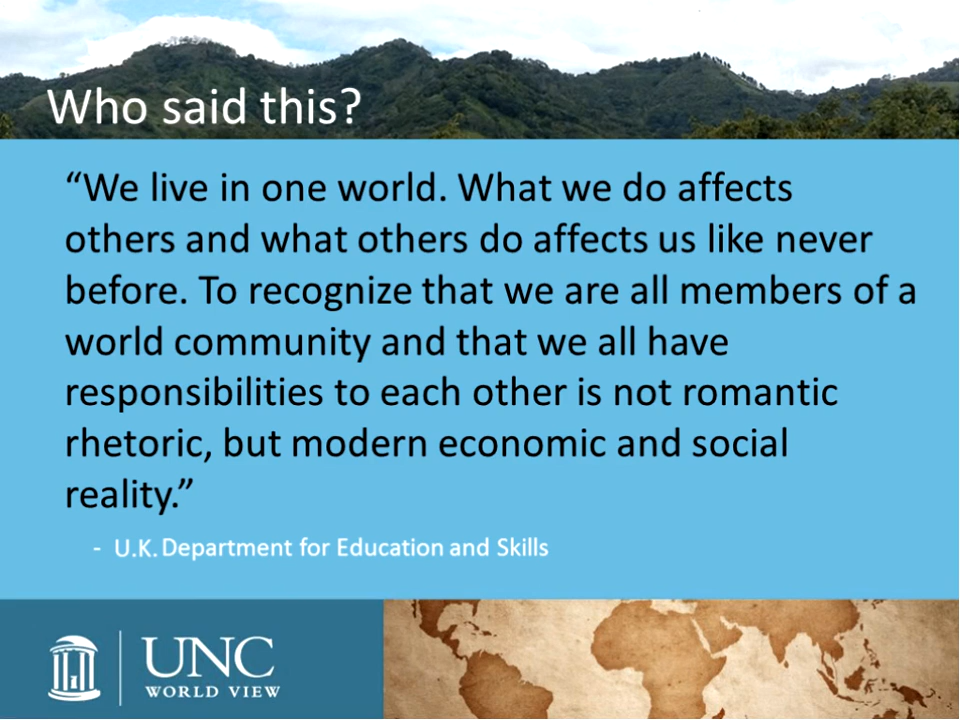 Who said this?
“We live in one world. What we do affects
others and what others do affects us like never
before. To recognize that we are all members of a
world community and that we all have
responsibilities to each other is not romantic
rhetoric, but modern economic and social
reality.”
- U.K. Department for Education and Skills
UNC
WORLD VIEW